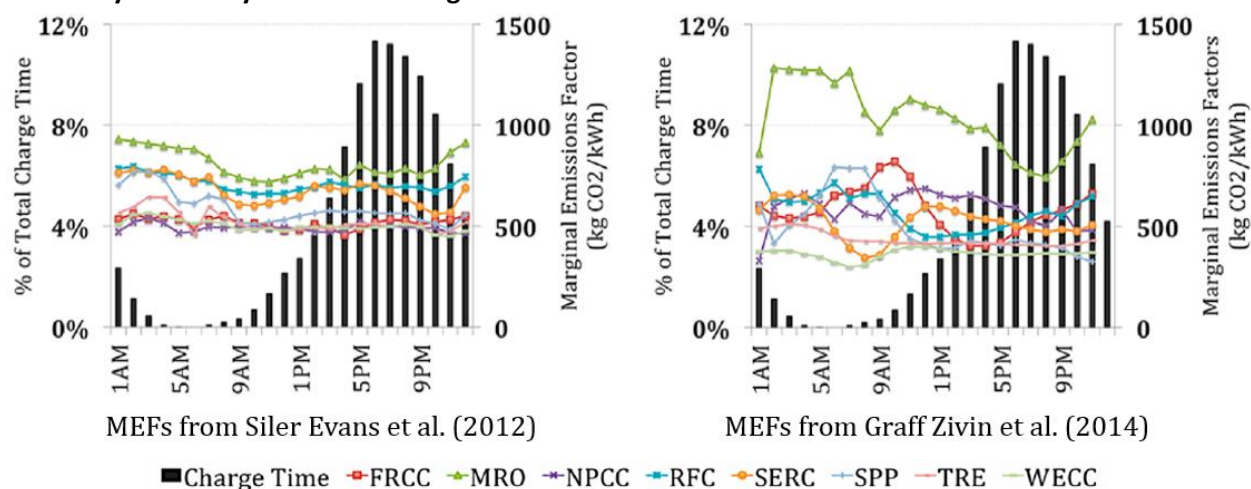 12%
8%
4%
0%
% of Total Charge Time
1500
1000
500
0
Marginal Emissions Factor
(kg CO2/kWh)
1AM
5AM
9AM
1PM
5PM
9PM
MEFs from Siler Evans et al. (2012)
12%
8%
4%
0%
% of Total Charge Time
1500
1000
500
0
Marginal Emissions Factors
(kg CO2/kWh)
1AM
5AM
9AM
1PM
5PM
9PM
MEFs from Graff Zivin et al. (2014)
Charge Time FRCC MRO NPCC RFC SERC SPP TRE WECC